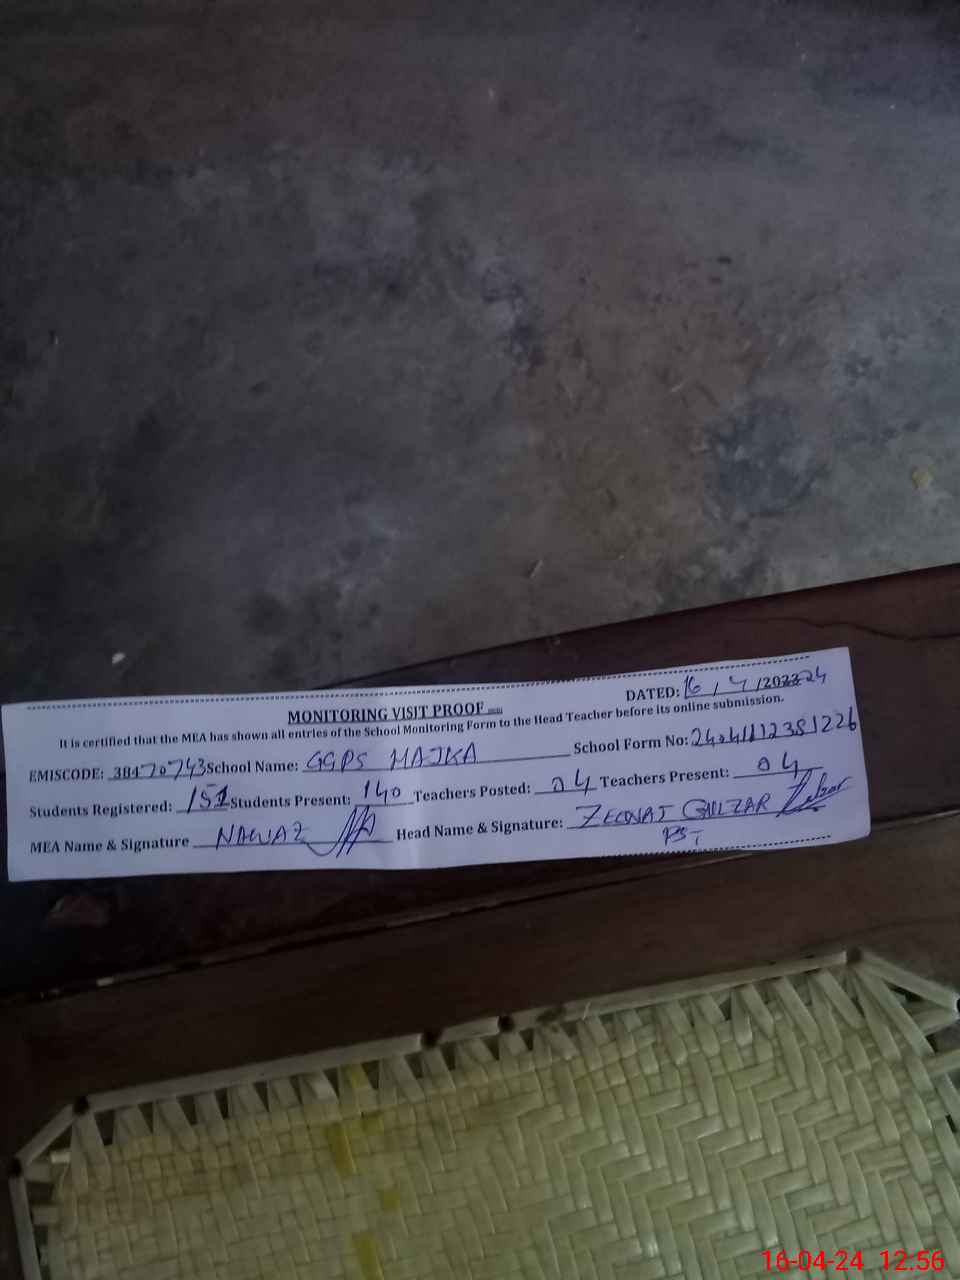 MONITORING VISIT PROOF
DATED: 16 / 4 / 202324
It is certified that the MEA has shown all entries of the School Monitoring Form to the Head Teacher before its online submission.
EMISCODE: 38470743 School Name: GGPS MAJKA School Form No: 24041112381226
Students Registered: 151 Students Present: 140 Teachers Posted: 04 Teachers Present: 04
MEA Name & Signature NAWAZ Head Name & Signature: GULZAR
PST
16-04-24 12:56